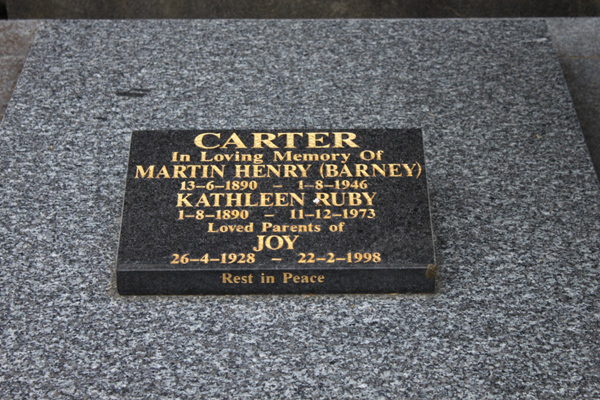 CARTER
In Loving Memory Of
MARTIN HENRY (BARNEY)
13–6–1890 – 1–8–1946
KATHLEEN RUBY
1–8–1890 – 11–12–1973
Loved Parents of
JOY
26–4–1928 – 22–2–1998
Rest in Peace